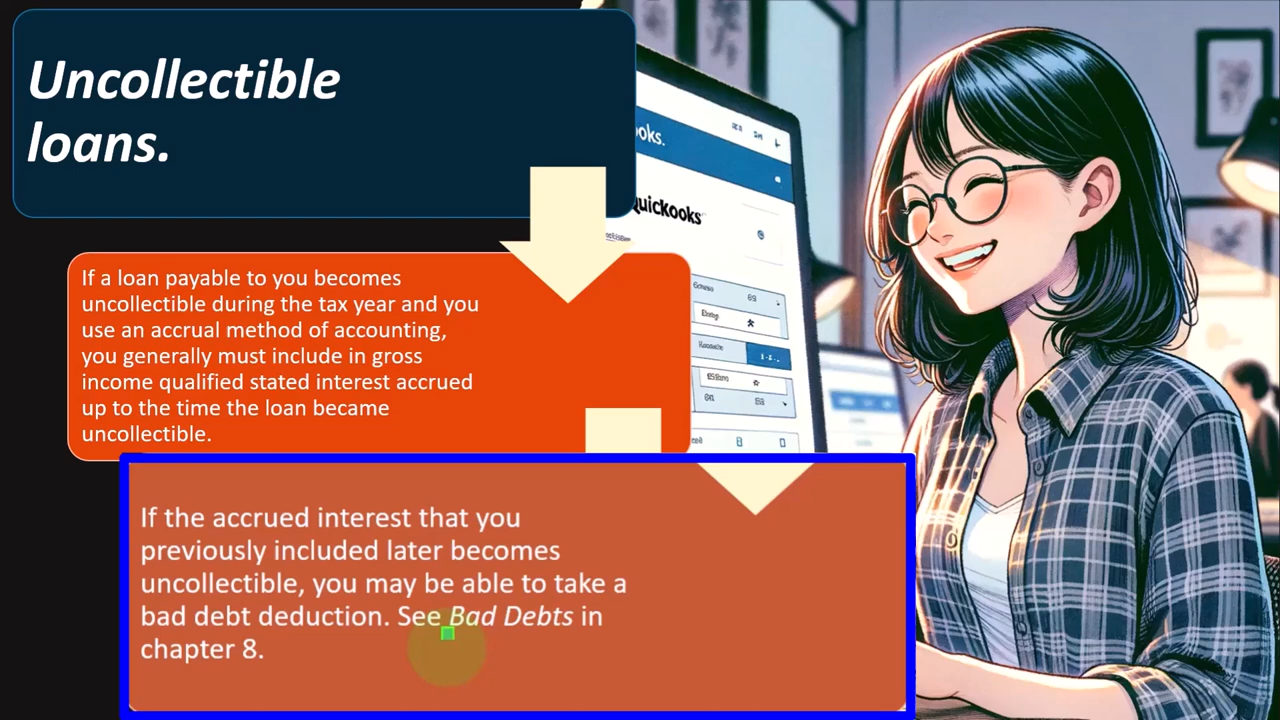 Uncollectible
loans.
ooks.
QuicKooks
If a loan payable to you becomes
uncollectible during the tax year and you
use an accrual method of accounting,
you generally must include in gross
income qualified stated interest accrued
up to the time the loan became
uncollectible.
If the accrued interest that you
previously included later becomes
uncollectible, you may be able to take a
bad debt deduction. See Bad Debts in
chapter 8.